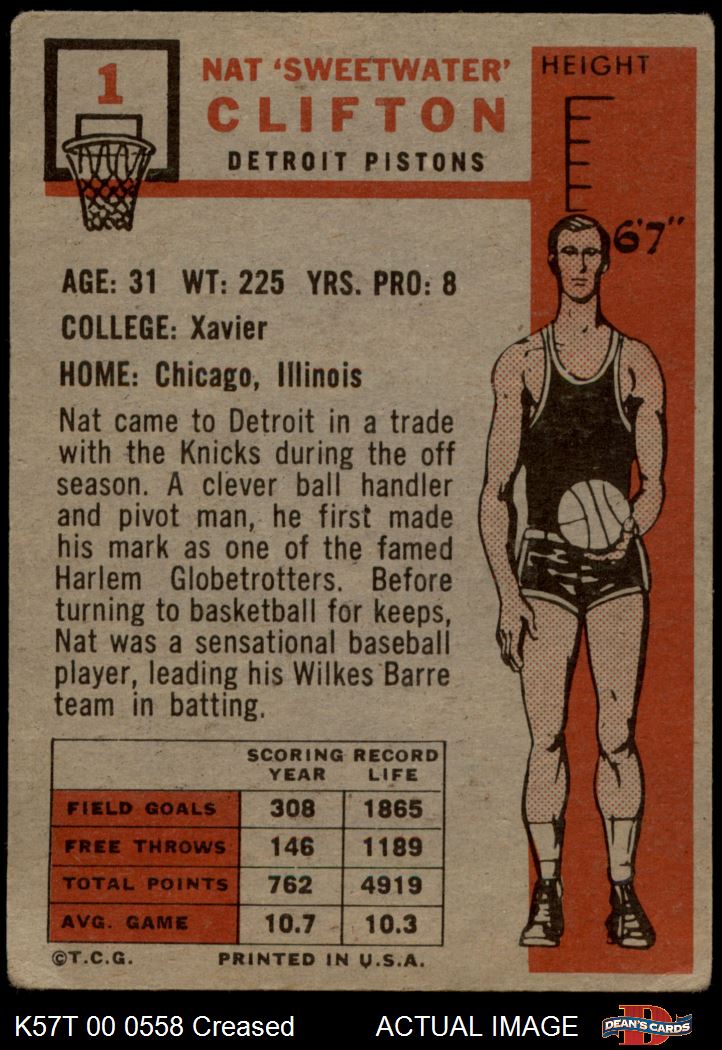 1
NAT 'SWEETWATER'
CLIFTON
DETROIT PISTONS
HEIGHT
6'7"
AGE: 31 WT: 225 YRS. PRO: 8
COLLEGE: Xavier
HOME: Chicago, Illinois
Nat came to Detroit in a trade
with the Knicks during the off
season. A clever ball handler
and pivot man, he first made
his mark as one of the famed
Harlem Globetrotters. Before
turning to basketball for keeps,
Nat was a sensational baseball
player, leading his Wilkes Barre
team in batting.
SCORING RECORD
YEAR LIFE
FIELD GOALS 308 1865
FREE THROWS 146 1189
TOTAL POINTS 762 4919
AVG. GAME 10.7 10.3
©T.C.G. PRINTED IN U.S.A.
K57T 00 0558 Creased ACTUAL IMAGE
D
DEAN'S CARDS